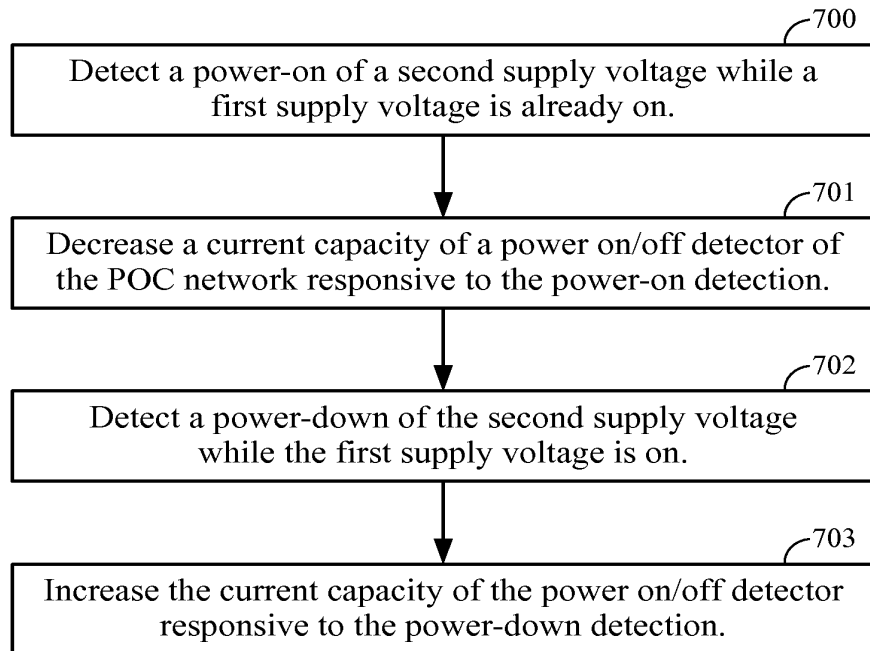 700
Detect a power-on of a second supply voltage while a
first supply voltage is already on.
701
Decrease a current capacity of a power on/off detector of
the POC network responsive to the power-on detection.
702
Detect a power-down of the second supply voltage
while the first supply voltage is on.
703
Increase the current capacity of the power on/off detector
responsive to the power-down detection.